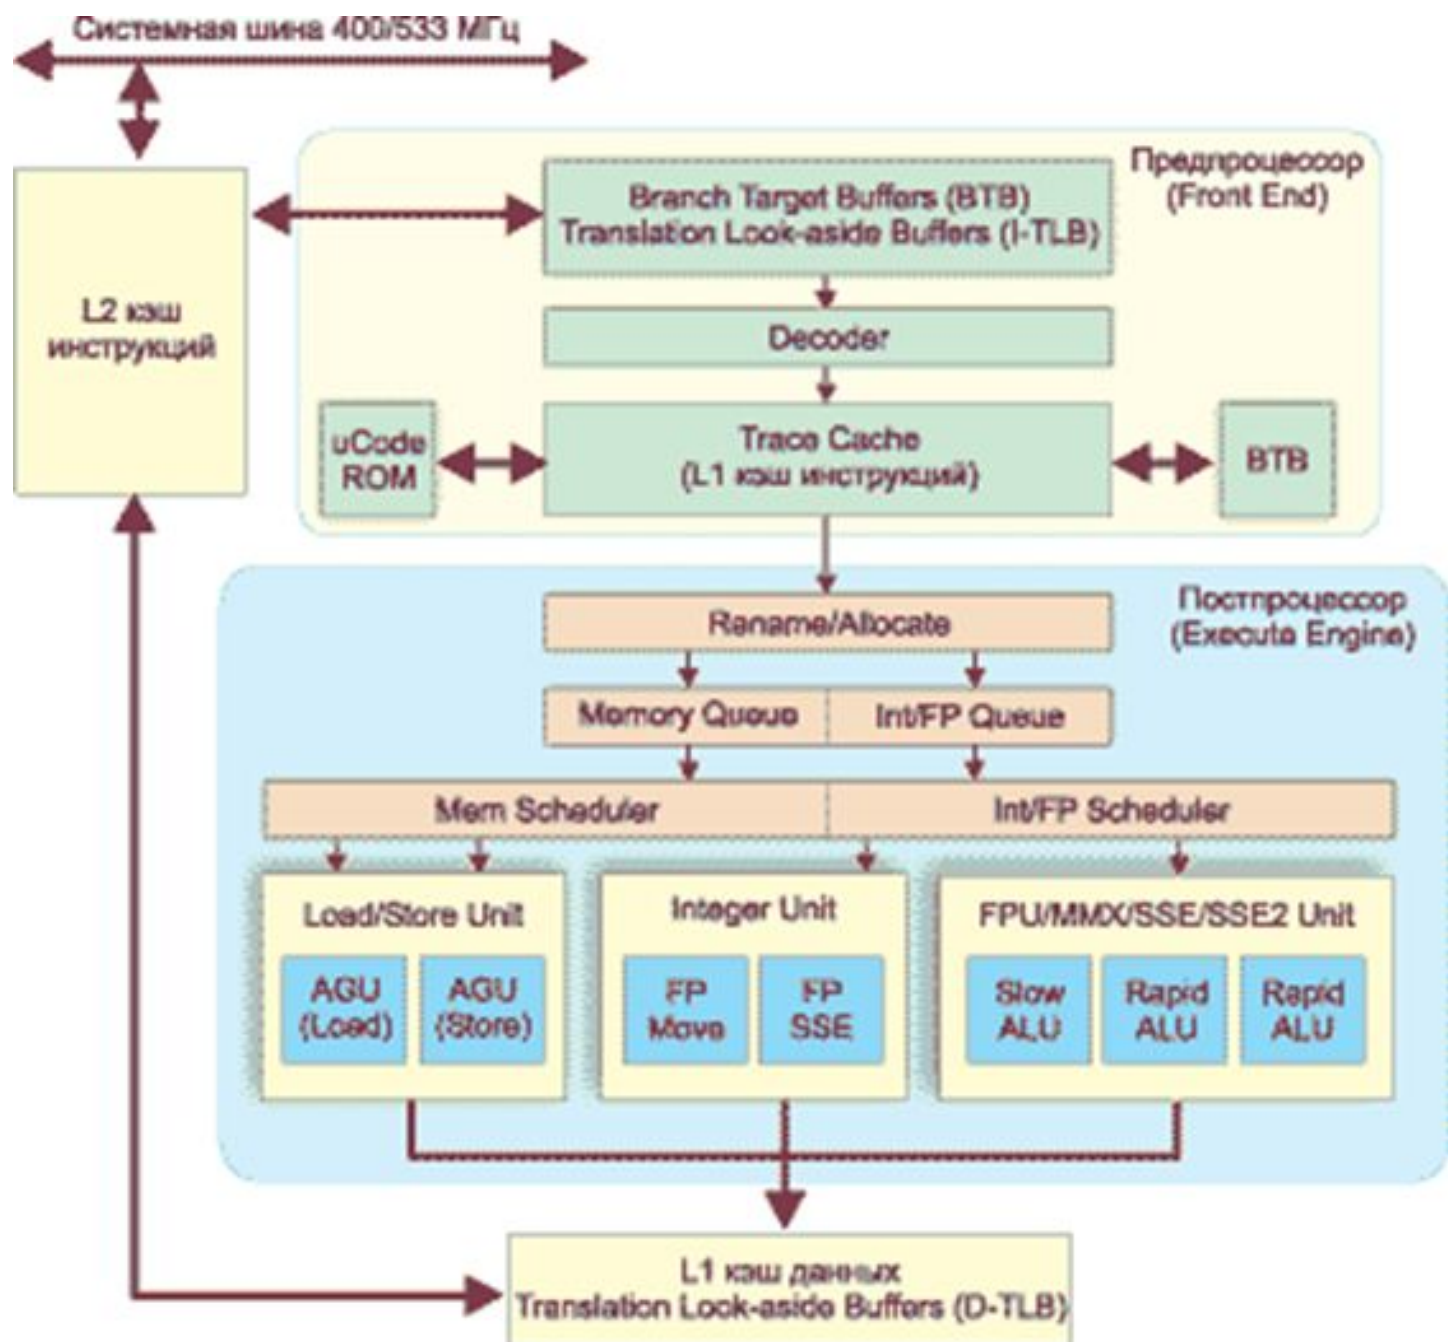 Системная шина 400/533 МГц
Предпроцессор
(Front End)
Branch Target Buffers (BTB)
Translation Look-aside Buffers (I-TLB)
L2 кэш
инструкций
Decoder
uCode
ROM
Trace Cache
(L1 кэш инструкций)
BTB
Постпроцессор
(Execute Engine)
Rename/Allocate
Memory Queue
Int/FP Queue
Mem Scheduler
Int/FP Scheduler
Load/Store Unit
AGU
(Load)
AGU
(Store)
Integer Unit
FP
Move
FP
SSE
FPU/MMX/SSE/SSE2 Unit
Slow
ALU
Rapid
ALU
Rapid
ALU
L1 кэш данных
Translation Look-aside Buffers (D-TLB)